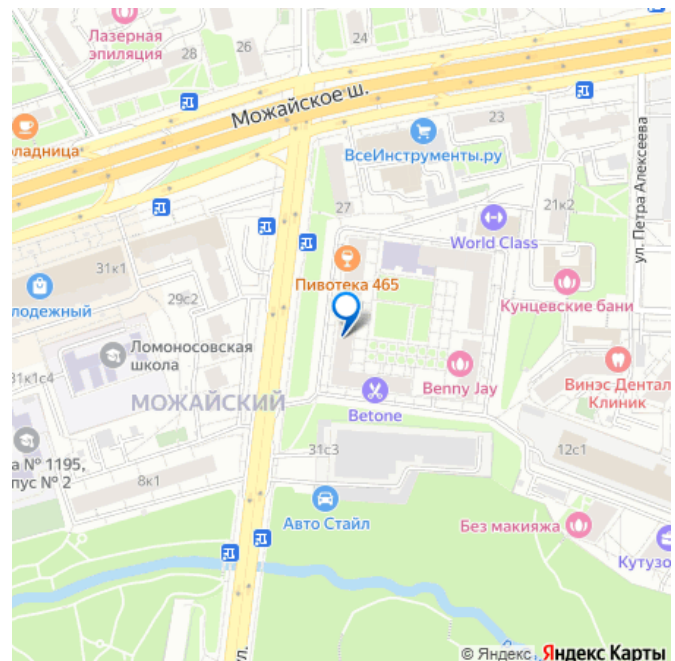 Лазерная
эпиляция
28
26
24
Можайское ш.
оладница
23
ВсеИнструменты.ру
ул. Петра Алексеева
27
21к2
World Class
31к1
Пивотека 465
Кунцевские бани
лодежный
29с2
Ломоносовская
школа
31к1с4
Винэс Дентал
Клиник
МОЖАЙСКИЙ
Benny Jay
Betone
а № 1195,
пус № 2
8к1
31с3
12с1
Авто Стайл
Без макияжа
Кутузо
ул.
© Яндекс Яндекс Карты